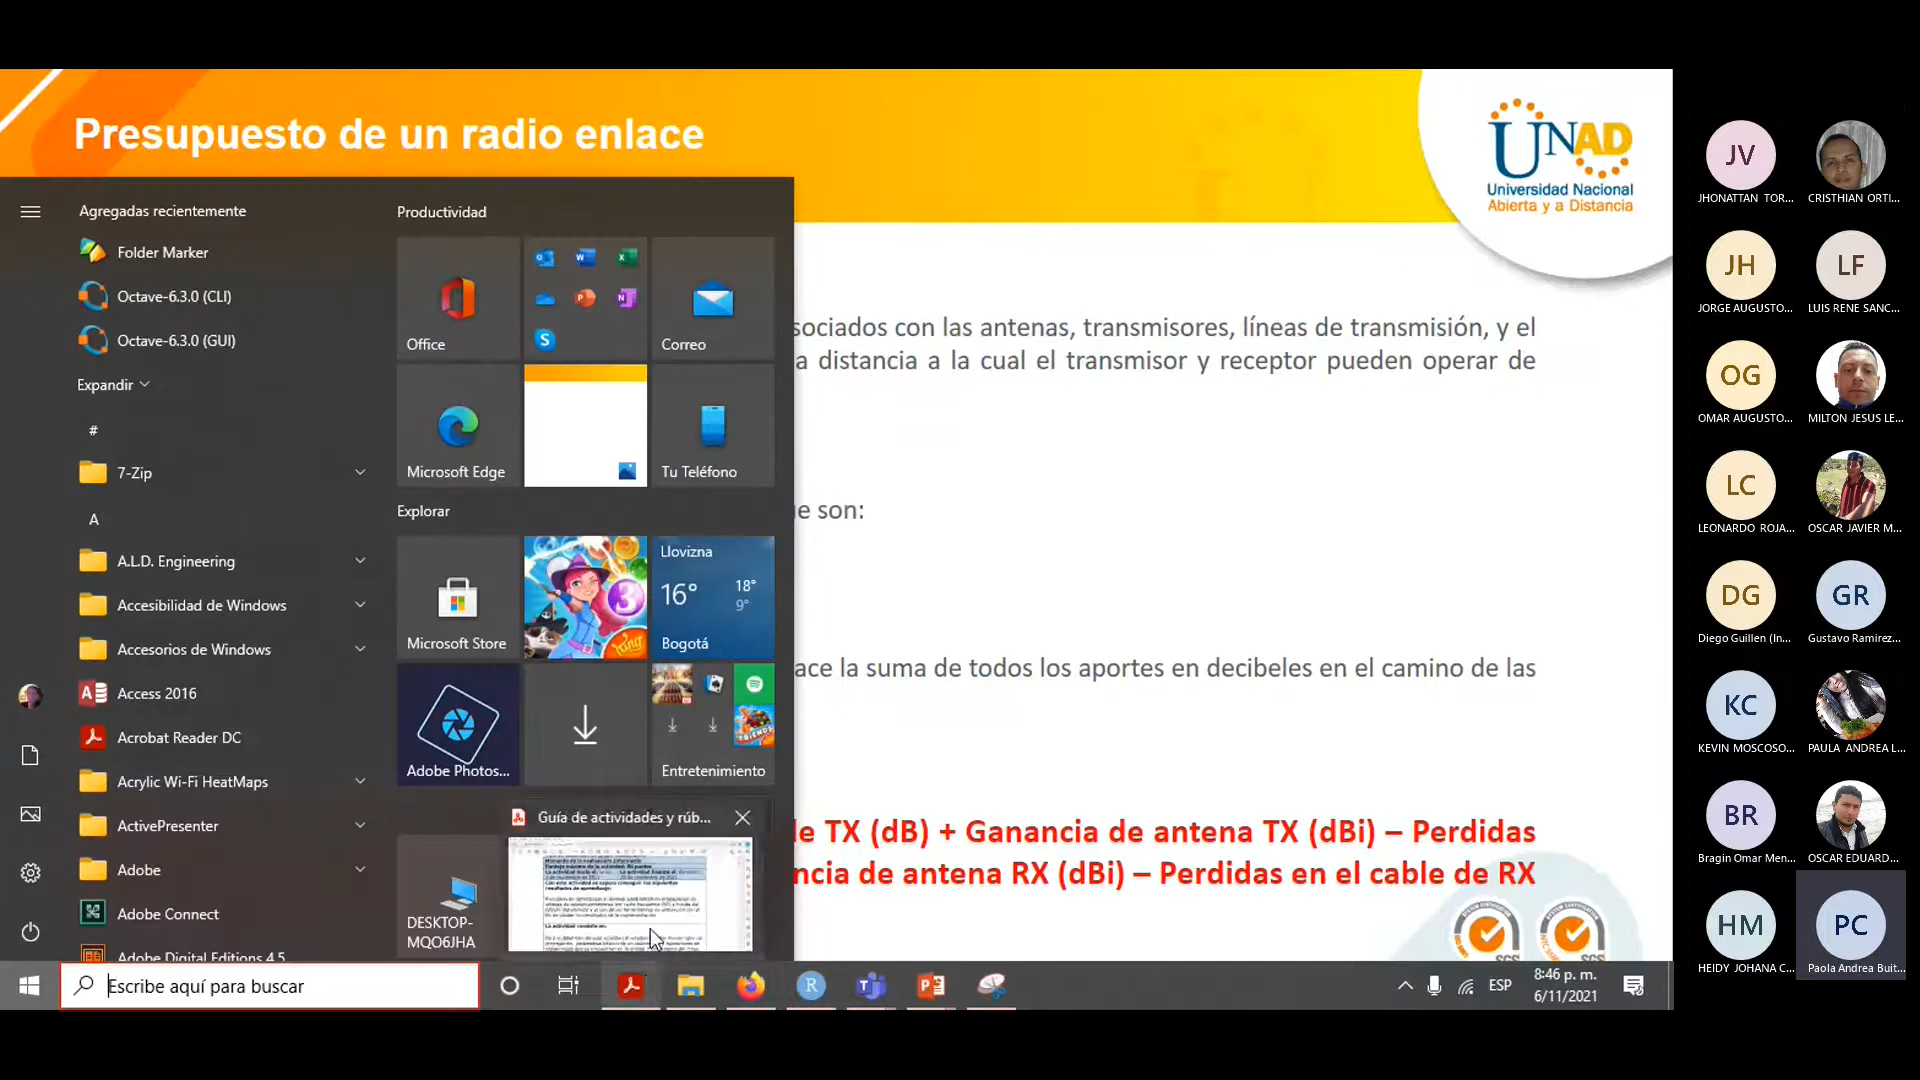 Presupuesto de un radio enlace
UNAD
Universidad Nacional
Abierta y a Distancia
sociados con las antenas, transmisores, líneas de transmisión, y el
a distancia a la cual el transmisor y receptor pueden operar de
e son:
ace la suma de todos los aportes en decibeles en el camino de las
TX (dB) + Ganancia de antena TX (dBi) – Perdidas
ncia de antena RX (dBi) – Perdidas en el cable de RX
SGS
SGS
Agregadas recientemente
Folder Marker
Octave-6.3.0 (CLI)
Octave-6.3.0 (GUI)
Expandir
#
7-Zip
A
A.L.D. Engineering
Accesibilidad de Windows
Accesorios de Windows
Access 2016
Acrobat Reader DC
Acrylic Wi-Fi HeatMaps
ActivePresenter
Adobe
Adobe Connect
Adobe Digital Editions 4.5
Productividad
Office
Correo
Microsoft Edge
Tu Teléfono
Explorar
Microsoft Store
3
King
Llovizna
16° 18°
9°
Bogotá
Adobe Photos...
Entretenimiento
DESKTOP-
MQO6JHA
Guía de actividades y rúb...
Escribe aquí para buscar
ESP
8:46 p. m.
6/11/2021
JV
JHONATTAN TOR...
CRISTHIAN ORTI...
JH
JORGE AUGUSTO...
LF
LUIS RENE SANC...
OG
OMAR AUGUSTO...
MILTON JESUS LE...
LC
LEONARDO ROJA...
OSCAR JAVIER M...
DG
Diego Guillen (In...
GR
Gustavo Ramirez...
KC
KEVIN MOSCOSO...
PAULA ANDREA L...
BR
Bragin Omar Men...
OSCAR EDUARD...
HM
HEIDY JOHANA C...
PC
Paola Andrea Buit...